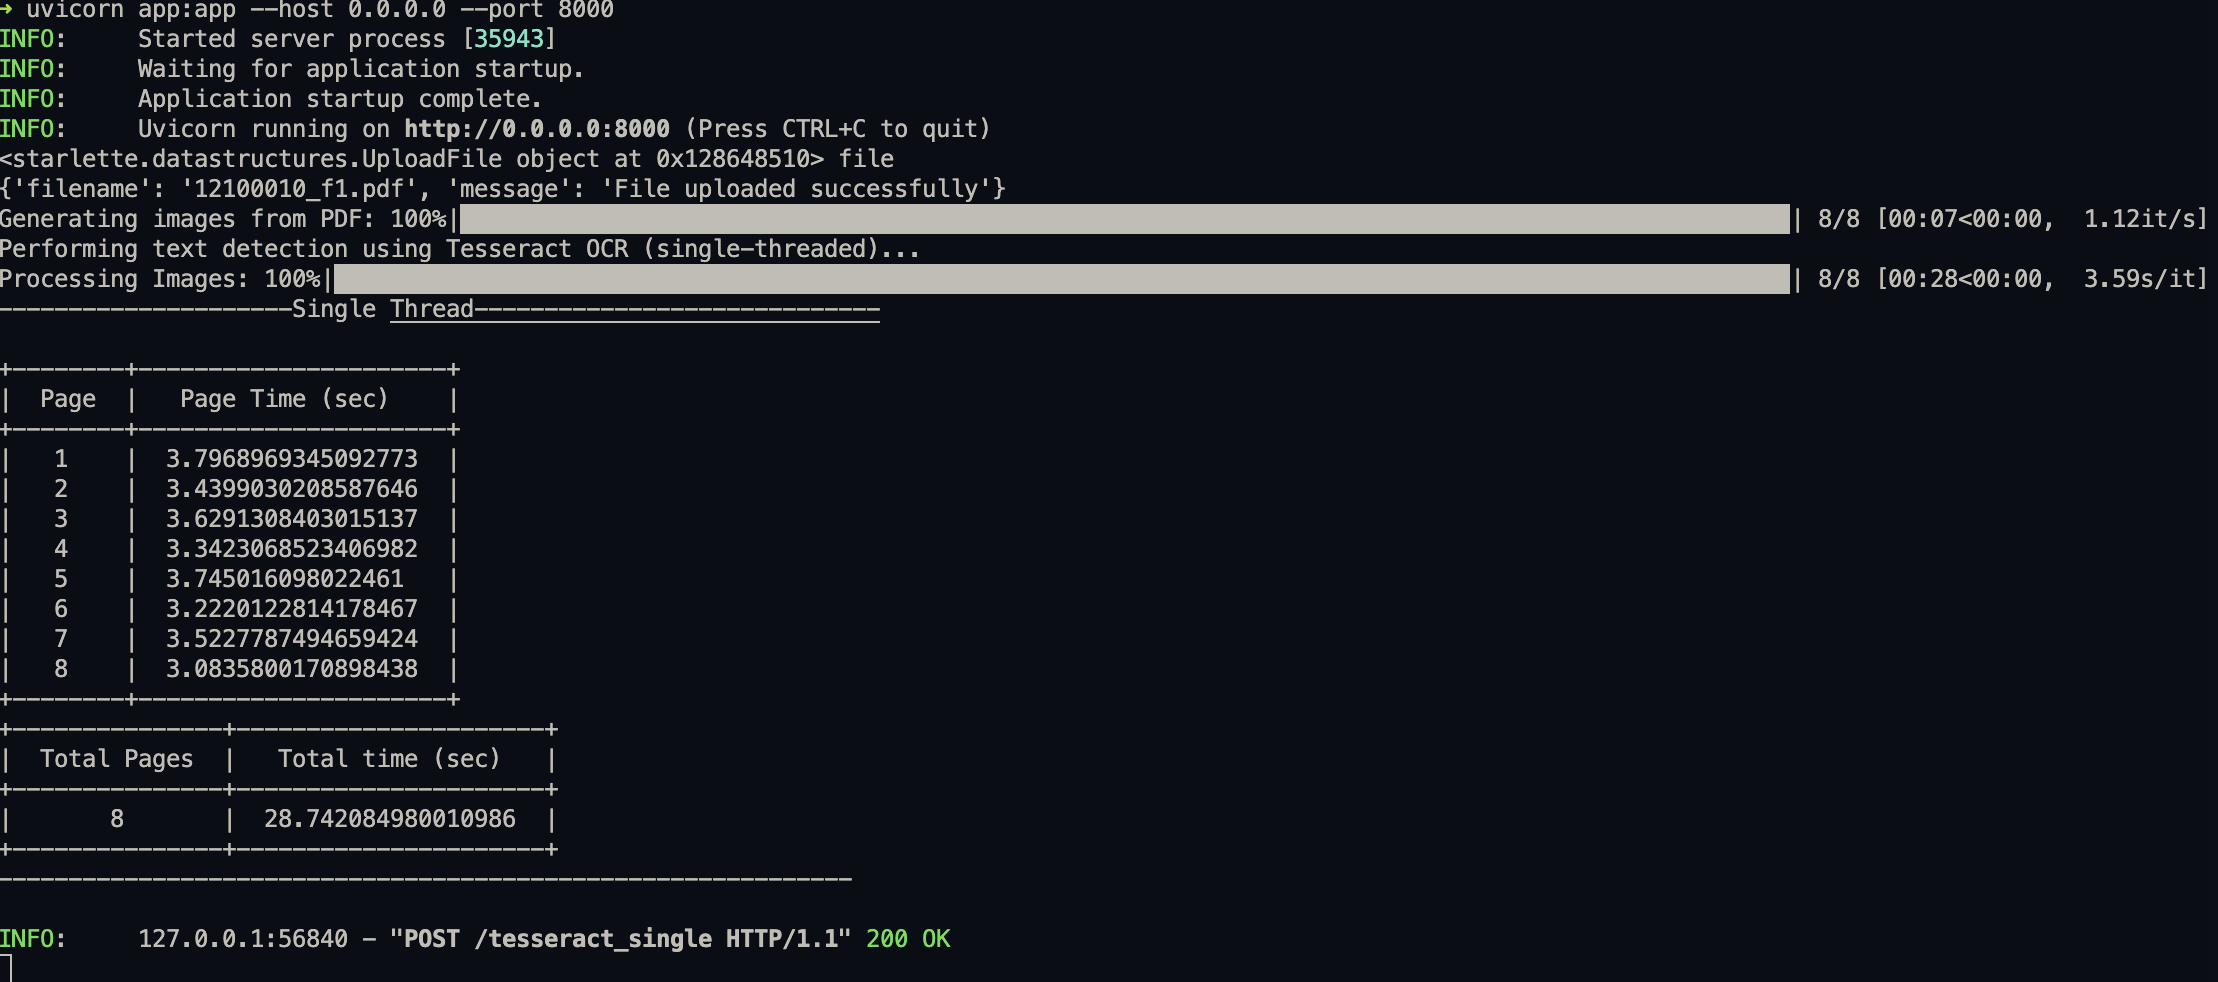 → uvicorn app:app --host 0.0.0.0 --port 8000
INFO:     Started server process [35943]
INFO:     Waiting for application startup.
INFO:     Application startup complete.
INFO:     Uvicorn running on http://0.0.0.0:8000 (Press CTRL+C to quit)
<starlette.datastructures.UploadFile object at 0x128648510> file
{'filename': '12100010_f1.pdf', 'message': 'File uploaded successfully'}
Generating images from PDF: 100%|| 8/8 [00:07<00:00,  1.12it/s]
Performing text detection using Tesseract OCR (single-threaded)...
Processing Images: 100%|| 8/8 [00:28<00:00,  3.59s/it]
---------------------Single Thread-----------------------------
+--------+----------------------+
|  Page  |   Page Time (sec)    |
+--------+----------------------+
|   1    |  3.7968969345092773  |
|   2    |  3.4399030208587646  |
|   3    |  3.6291308403015137  |
|   4    |  3.3423068523406982  |
|   5    |  3.745016098022461   |
|   6    |  3.2220122814178467  |
|   7    |  3.5227787494659424  |
|   8    |  3.0835800170898438  |
+--------+----------------------+
+---------------+----------------------+
|  Total Pages  |   Total time (sec)   |
+---------------+----------------------+
|       8       |  28.742084980010986  |
+---------------+----------------------+
-------------------------------------------------------------
INFO:     127.0.0.1:56840 - "POST /tesseract_single HTTP/1.1" 200 OK